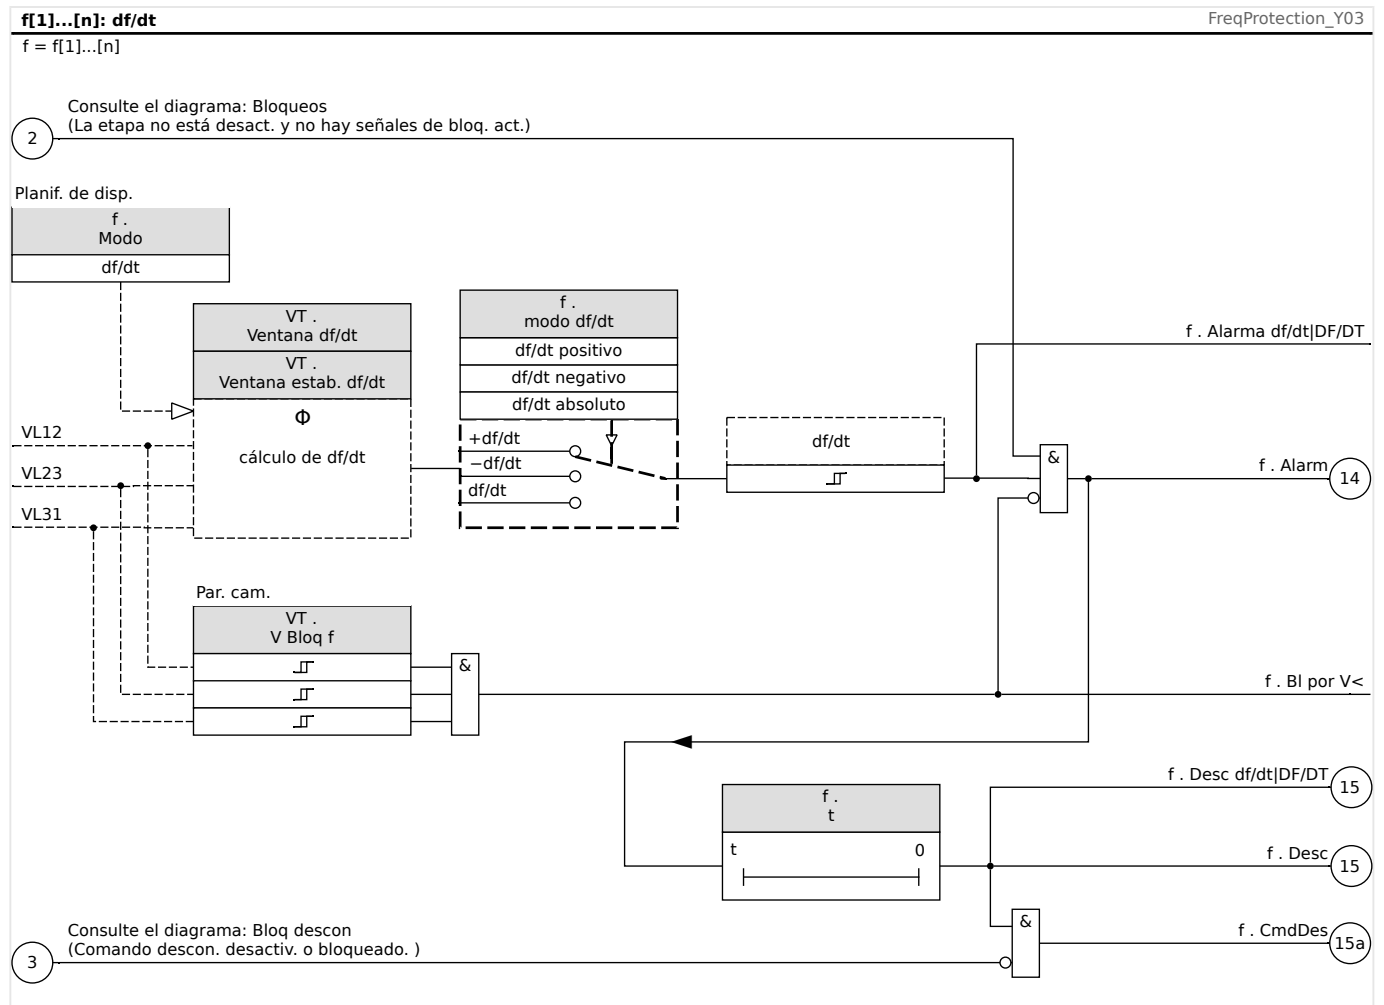 f[1]...[n]: df/dt
FreqProtection_Y03
f = f[1]...[n]
Consulte el diagrama: Bloqueos
(La etapa no está desact. y no hay señales de bloq. act.)
2
Planif. de disp.
f .
Modo
df/dt
VT .
Ventana df/dt
VT .
Ventana estab. df/dt
Φ
cálculo de df/dt
f .
modo df/dt
df/dt positivo
df/dt negativo
df/dt absoluto
+df/dt
−df/dt
df/dt
df/dt
&
f . Alarma df/dt|DF/DT
f . Alarm
14
VL12
VL23
VL31
Par. cam.
VT .
V Bloq f
&
f . Bl por V<
f .
t
t
0
f . Desc df/dt|DF/DT
15
f . Desc
15
&
f . CmdDes
15a
Consulte el diagrama: Bloq descon
(Comando descon. desactiv. o bloqueado. )
3